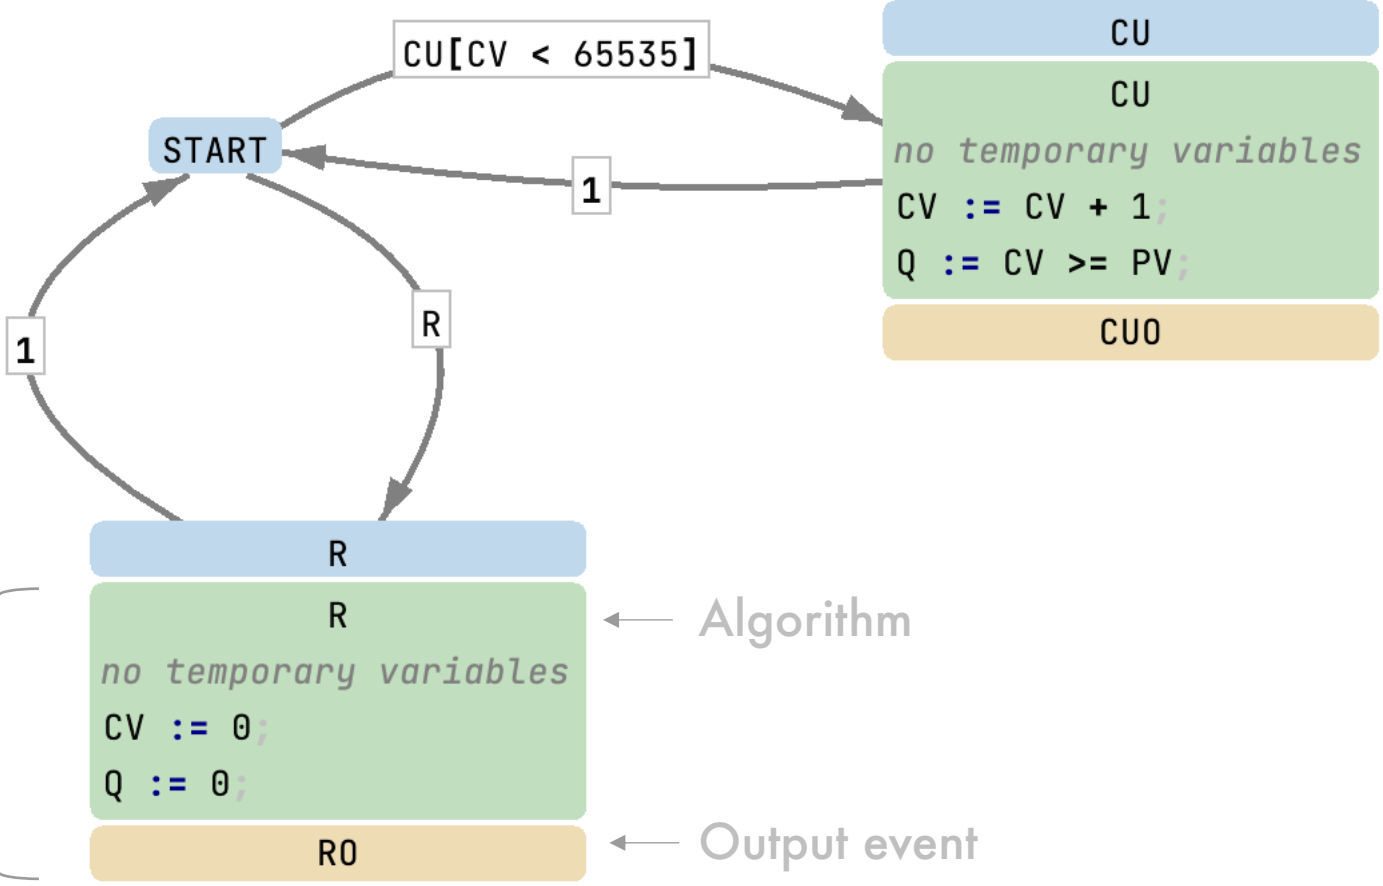 CU[CV < 65535]
CU
CU
no temporary variables
CV := CV + 1;
Q := CV >= PV;
CUO
START
1
R
1
R
R
no temporary variables
CV := 0;
Q := 0;
RO
Algorithm
Output event